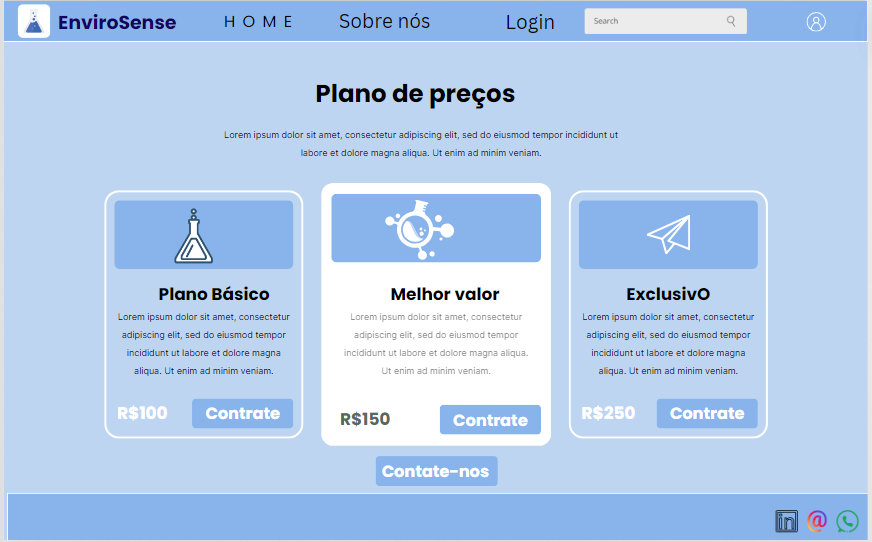 EnviroSense
HOME
Sobre nós
Login
Search
Plano de preços
Lorem ipsum dolor sit amet, consectetur adipiscing elit, sed do eiusmod tempor incididunt ut
labore et dolore magna aliqua. Ut enim ad minim veniam.
Plano Básico
Lorem ipsum dolor sit amet, consectetur
adipiscing elit, sed do eiusmod tempor
incididunt ut labore et dolore magna
aliqua. Ut enim ad minim veniam.
R$100
Contrate
Melhor valor
Lorem ipsum dolor sit amet, consectetur
adipiscing elit, sed do eiusmod tempor
incididunt ut labore et dolore magna aliqua.
Ut enim ad minim veniam.
R$150
Contrate
ExclusivO
Lorem ipsum dolor sit amet, consectetur
adipiscing elit, sed do eiusmod tempor
incididunt ut labore et dolore magna
aliqua. Ut enim ad minim veniam.
R$250
Contrate
Contate-nos
in
@